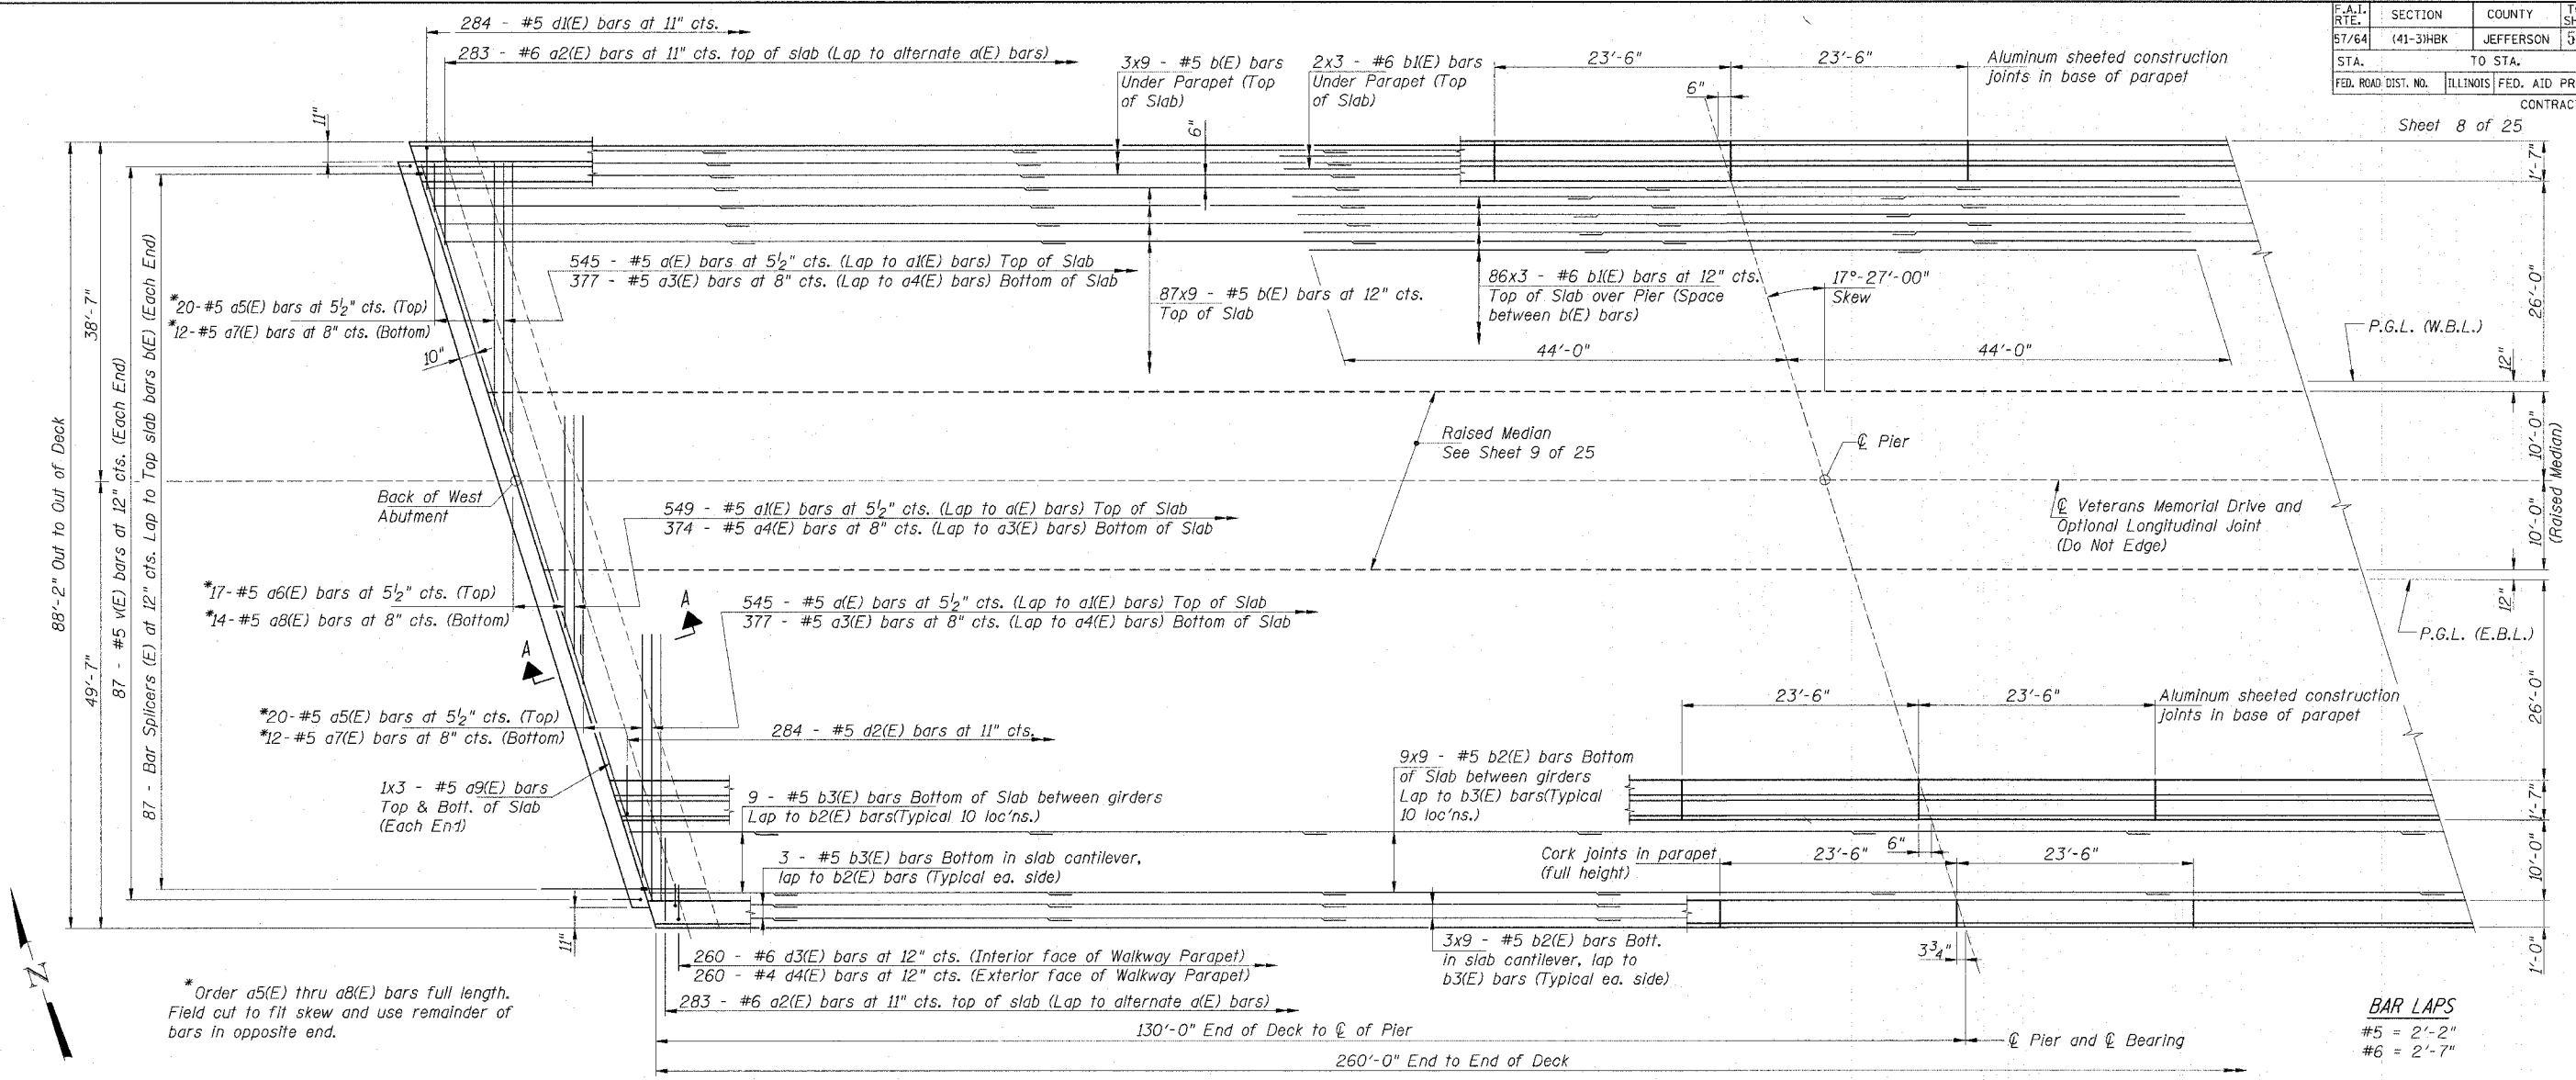 F.A.I. RTE. SECTION COUNTY
57/64 (41-3)HBK JEFFERSON 5
STA. TO STA.
FED. ROAD DIST. NO. ILLINOIS FED. AID PR
CONTRAC
Sheet 8 of 25
284 - #5 d1(E) bars at 11" cts.
283 - #6 a2(E) bars at 11" cts. top of slab (Lap to alternate a(E) bars)
3x9 - #5 b(E) bars
Under Parapet (Top
of Slab)
2x3 - #6 b1(E) bars
Under Parapet (Top
of Slab)
23'-6"
23'-6"
6"
Aluminum sheeted construction
joints in base of parapet
11"
6"
1'-7"
545 - #5 a(E) bars at 5½" cts. (Lap to a1(E) bars) Top of Slab
377 - #5 a3(E) bars at 8" cts. (Lap to a4(E) bars) Bottom of Slab
87x9 - #5 b(E) bars at 12" cts.
Top of Slab
86x3 - #6 b1(E) bars at 12" cts.
Top of Slab over Pier (Space
between b(E) bars)
17°-27'-00"
Skew
26'-0"
*20-#5 a5(E) bars at 5½" cts. (Top)
*12-#5 a7(E) bars at 8" cts. (Bottom)
10"
44'-0"
44'-0"
P.G.L. (W.B.L.)
12"
88'-2" Out to Out of Deck
38'-7"
49'-7"
87 - #5 v(E) bars at 12" cts. (Each End)
87 - Bar Splicers (E) at 12" cts. Lap to Top slab bars b(E) (Each End)
Raised Median
See Sheet 9 of 25
℄ Pier
10'-0"
10'-0"
(Raised Median)
Back of West
Abutment
549 - #5 a1(E) bars at 5½" cts. (Lap to a(E) bars) Top of Slab
374 - #5 a4(E) bars at 8" cts. (Lap to a3(E) bars) Bottom of Slab
℄ Veterans Memorial Drive and
Optional Longitudinal Joint
(Do Not Edge)
*17-#5 a6(E) bars at 5½" cts. (Top)
*14-#5 a8(E) bars at 8" cts. (Bottom)
A
A
545 - #5 a(E) bars at 5½" cts. (Lap to a1(E) bars) Top of Slab
377 - #5 a3(E) bars at 8" cts. (Lap to a4(E) bars) Bottom of Slab
12"
P.G.L. (E.B.L.)
26'-0"
*20-#5 a5(E) bars at 5½" cts. (Top)
*12-#5 a7(E) bars at 8" cts. (Bottom)
284 - #5 d2(E) bars at 11" cts.
23'-6"
23'-6"
Aluminum sheeted construction
joints in base of parapet
1x3 - #5 a9(E) bars
Top & Bott. of Slab
(Each End)
9 - #5 b3(E) bars Bottom of Slab between girders
Lap to b2(E) bars(Typical 10 loc'ns.)
9x9 - #5 b2(E) bars Bottom
of Slab between girders
Lap to b3(E) bars(Typical
10 loc'ns.)
1'-7"
3 - #5 b3(E) bars Bottom in slab cantilever,
lap to b2(E) bars (Typical ea. side)
Cork joints in parapet
(full height)
23'-6"
6"
23'-6"
10'-0"
11"
260 - #6 d3(E) bars at 12" cts. (Interior face of Walkway Parapet)
260 - #4 d4(E) bars at 12" cts. (Exterior face of Walkway Parapet)
283 - #6 a2(E) bars at 11" cts. top of slab (Lap to alternate a(E) bars)
3x9 - #5 b2(E) bars Bott.
in slab cantilever, lap to
b3(E) bars (Typical ea. side)
3¾"
1'-0"
N
*Order a5(E) thru a8(E) bars full length.
Field cut to fit skew and use remainder of
bars in opposite end.
130'-0" End of Deck to ℄ of Pier
℄ Pier and ℄ Bearing
260'-0" End to End of Deck
BAR LAPS
#5 = 2'-2"
#6 = 2'-7"